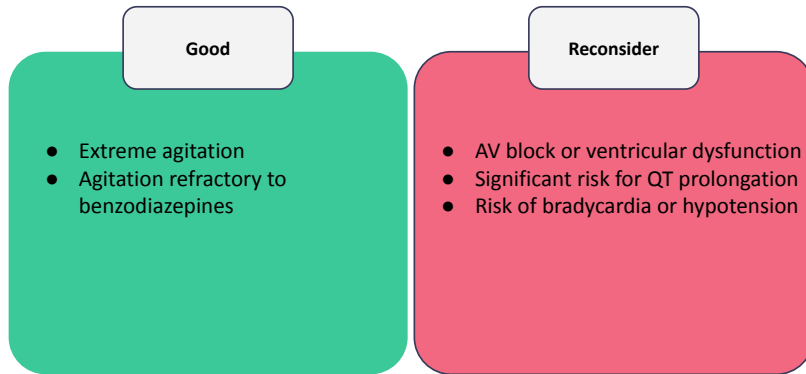 Good
● Extreme agitation
● Agitation refractory to
benzodiazepines
Reconsider
● AV block or ventricular dysfunction
● Significant risk for QT prolongation
● Risk of bradycardia or hypotension